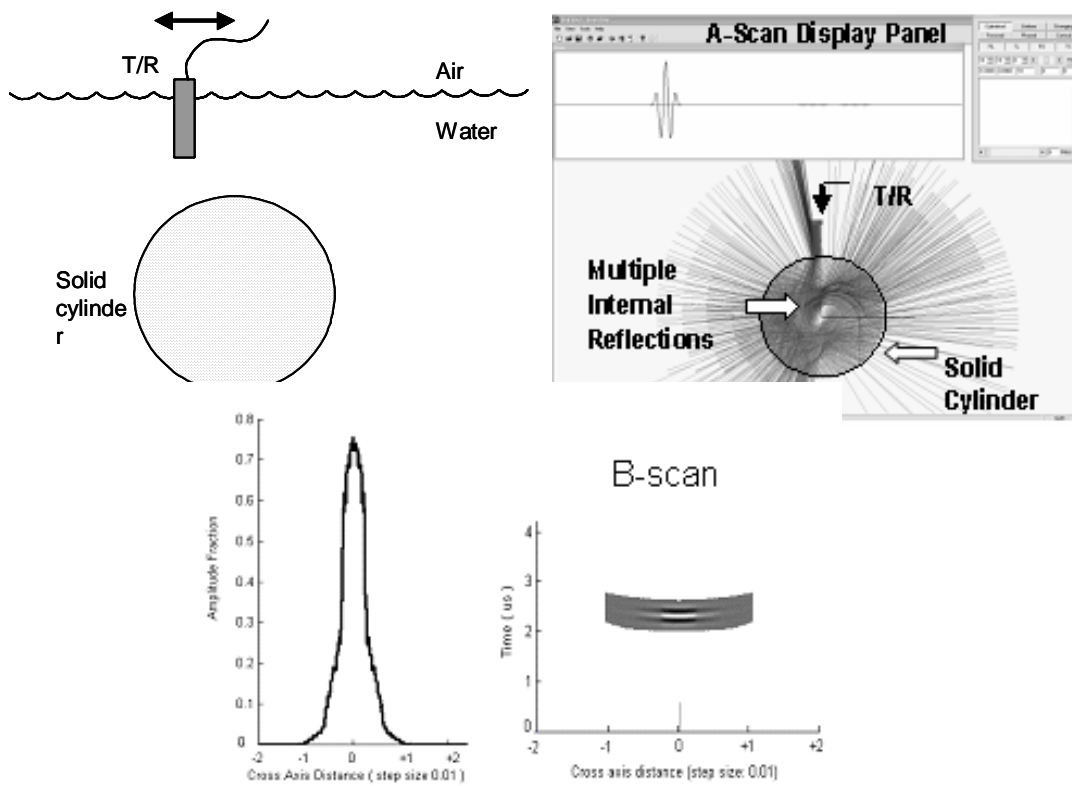 T/R
Air
Water
Solid
cylinde
r
A-Scan Display Panel
T/R
Multiple
Internal
Reflections
Solid
Cylinder
0.8
0.7
0.6
0.5
0.4
0.3
0.2
0.1
0
Amplitude Fraction
-2
-1
0
+1
+2
Cross Axis Distance ( step size 0.01 )
B-scan
4
3
2
1
0
Time ( us )
-2
-1
0
+1
+2
Cross axis distance (step size: 0.01)